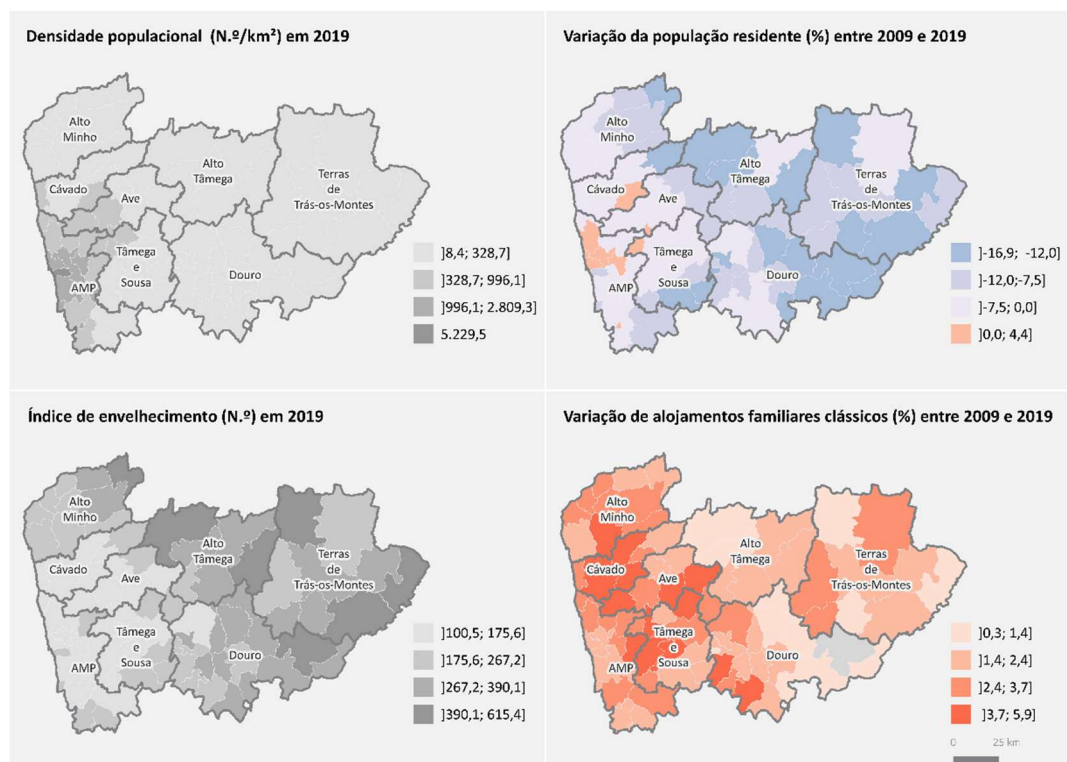 Densidade populacional (N.º/km²) em 2019
Alto
Minho
Cávado
Ave
Alto
Tâmega
Terras
de
Trás-os-Montes
Tâmega
e
Sousa
AMP
Douro
]8,4; 328,7]
]328,7; 996,1]
]996,1; 2.809,3]
5.229,5
Variação da população residente (%) entre 2009 e 2019
Alto
Minho
Cávado
Ave
Alto
Tâmega
Terras
de
Trás-os-Montes
Tâmega
e
Sousa
AMP
Douro
]-16,9; -12,0]
]-12,0;-7,5]
]-7,5; 0,0]
]0,0; 4,4]
Índice de envelhecimento (N.º) em 2019
Alto
Minho
Cávado
Ave
Alto
Tâmega
Terras
de
Trás-os-Montes
Tâmega
e
Sousa
AMP
Douro
]100,5; 175,6]
]175,6; 267,2]
]267,2; 390,1]
]390,1; 615,4]
Variação de alojamentos familiares clássicos (%) entre 2009 e 2019
Alto
Minho
Cávado
Ave
Alto
Tâmega
Terras
de
Trás-os-Montes
Tâmega
e
Sousa
AMP
Douro
]0,3; 1,4]
]1,4; 2,4]
]2,4; 3,7]
]3,7; 5,9]
0 25 km